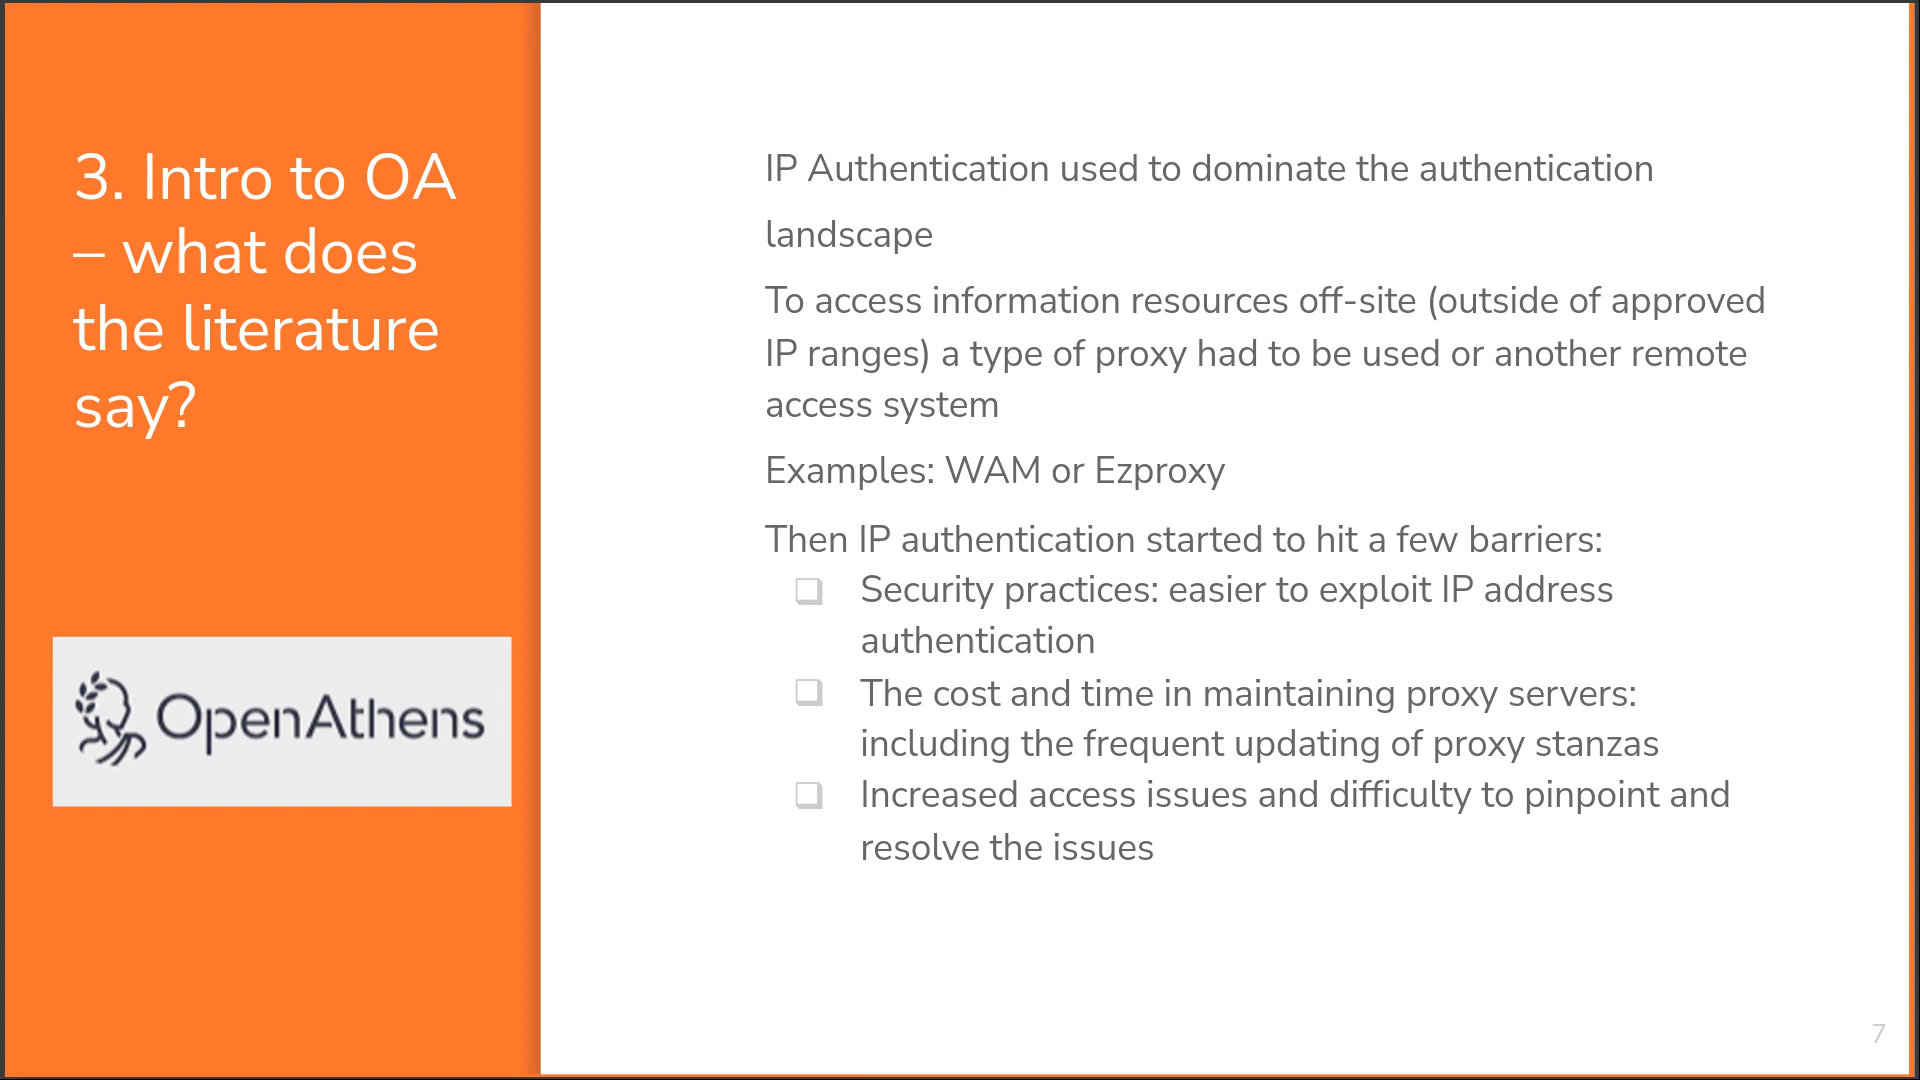 3. Intro to OA
– what does
the literature
say?
OpenAthens
IP Authentication used to dominate the authentication
landscape
To access information resources off-site (outside of approved
IP ranges) a type of proxy had to be used or another remote
access system
Examples: WAM or Ezproxy
Then IP authentication started to hit a few barriers:
Security practices: easier to exploit IP address
authentication
The cost and time in maintaining proxy servers:
including the frequent updating of proxy stanzas
Increased access issues and difficulty to pinpoint and
resolve the issues
7